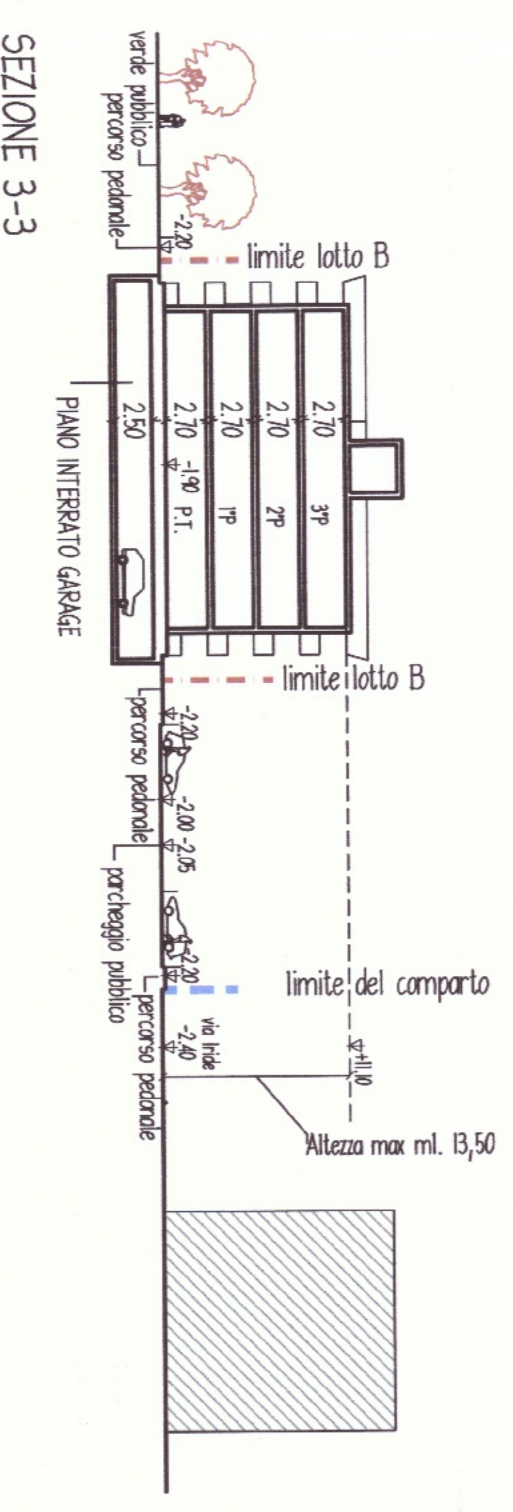 SEZIONE 3-3
verde pubblico
percorso pedonale
-2.20
limite lotto B
2.50
2.70
2.70
2.70
2.70
-1.90 P.T.
1°P
2°P
3°P
PIANO INTERRATO GARAGE
limite lotto B
-2.20
percorso pedonale
-2.00
-2.05
parcheggio pubblico
-2.20
percorso pedonale
limite del comparto
via Iride
-2.40
+11.10
Altezza max ml. 13,50